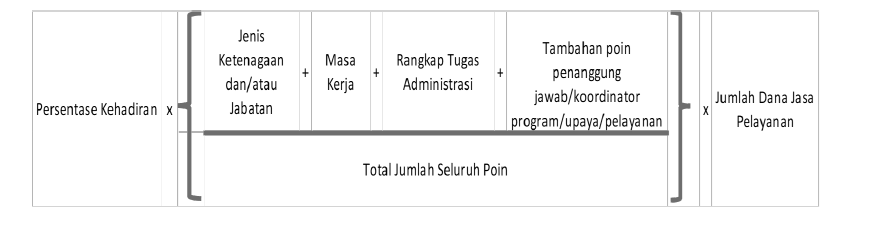 Persentase Kehadiran x
Jenis
Ketenagaan
dan/atau
Jabatan
+
Masa
Kerja
+
Rangkap Tugas
Administrasi
+
Tambahan poin
penanggung
jawab/koordinator
program/upaya/pelayanan
Total Jumlah Seluruh Poin
x
Jumlah Dana Jasa
Pelayanan